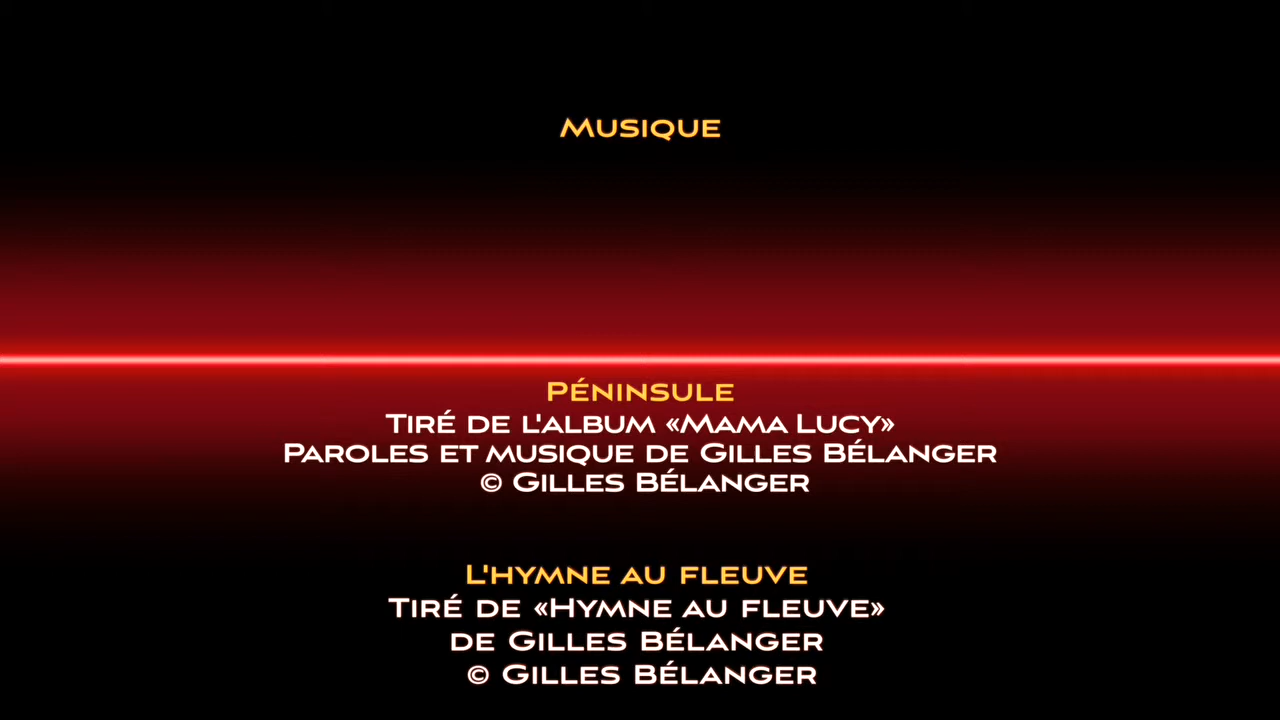 Musique
Péninsule
Tiré de l'album «Mama Lucy»
Paroles et musique de Gilles Bélanger
© Gilles Bélanger
L'hymne au fleuve
Tiré de «Hymne au fleuve»
de Gilles Bélanger
© Gilles Bélanger